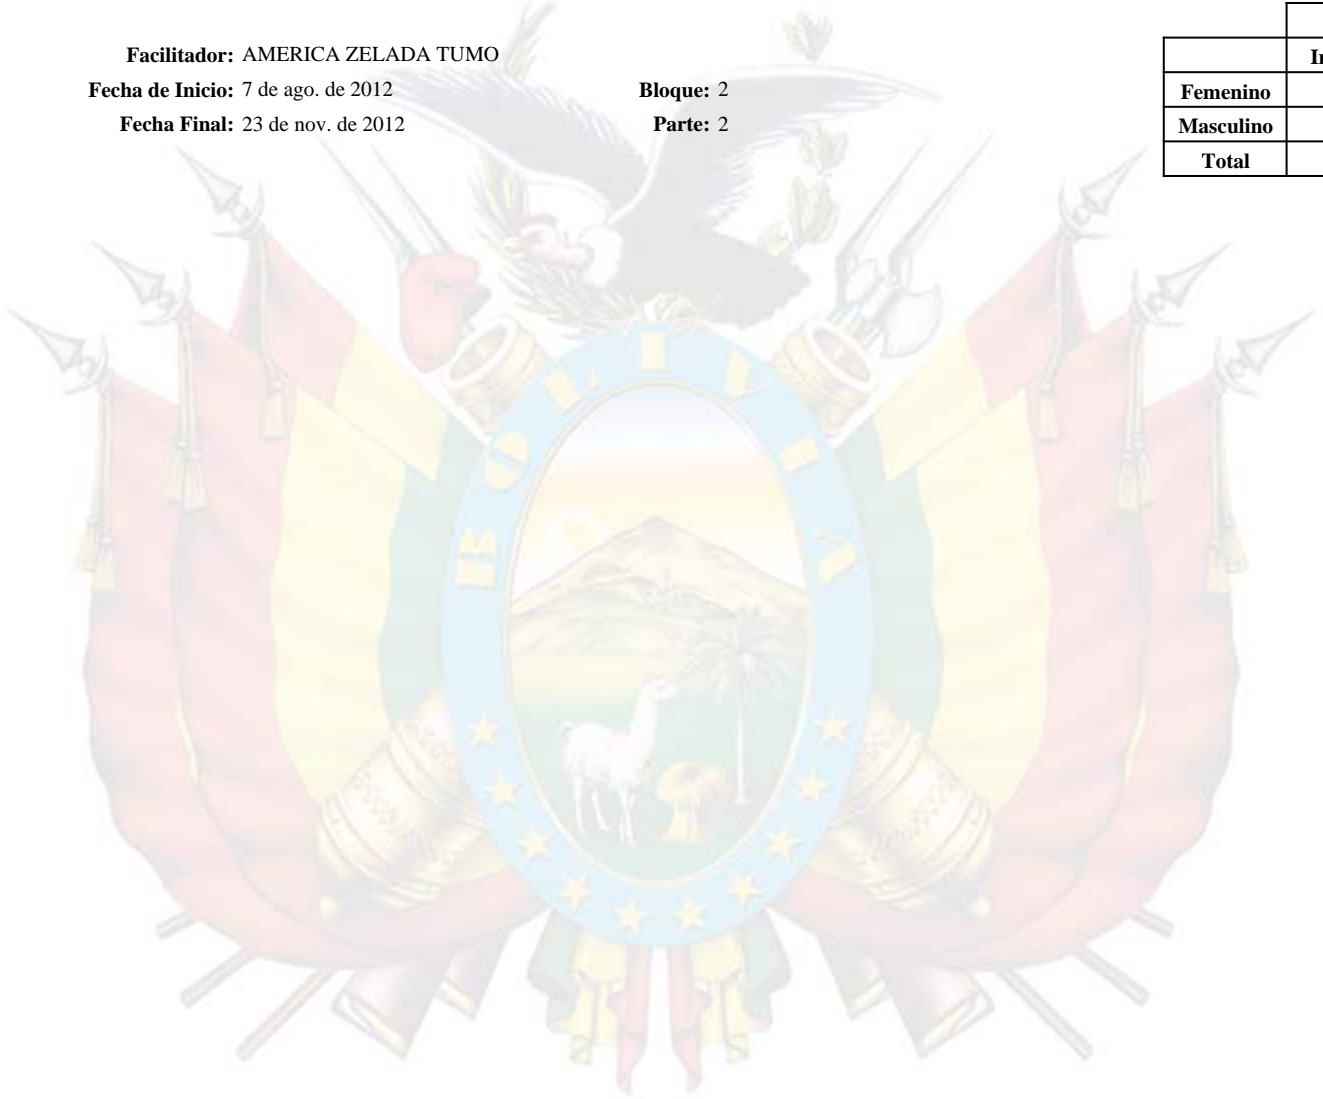 Facilitador: AMERICA ZELADA TUMO
Fecha de Inicio: 7 de ago. de 2012 Bloque: 2
Fecha Final: 23 de nov. de 2012 Parte: 2
Femenino
Masculino
Total
BOLIVIA